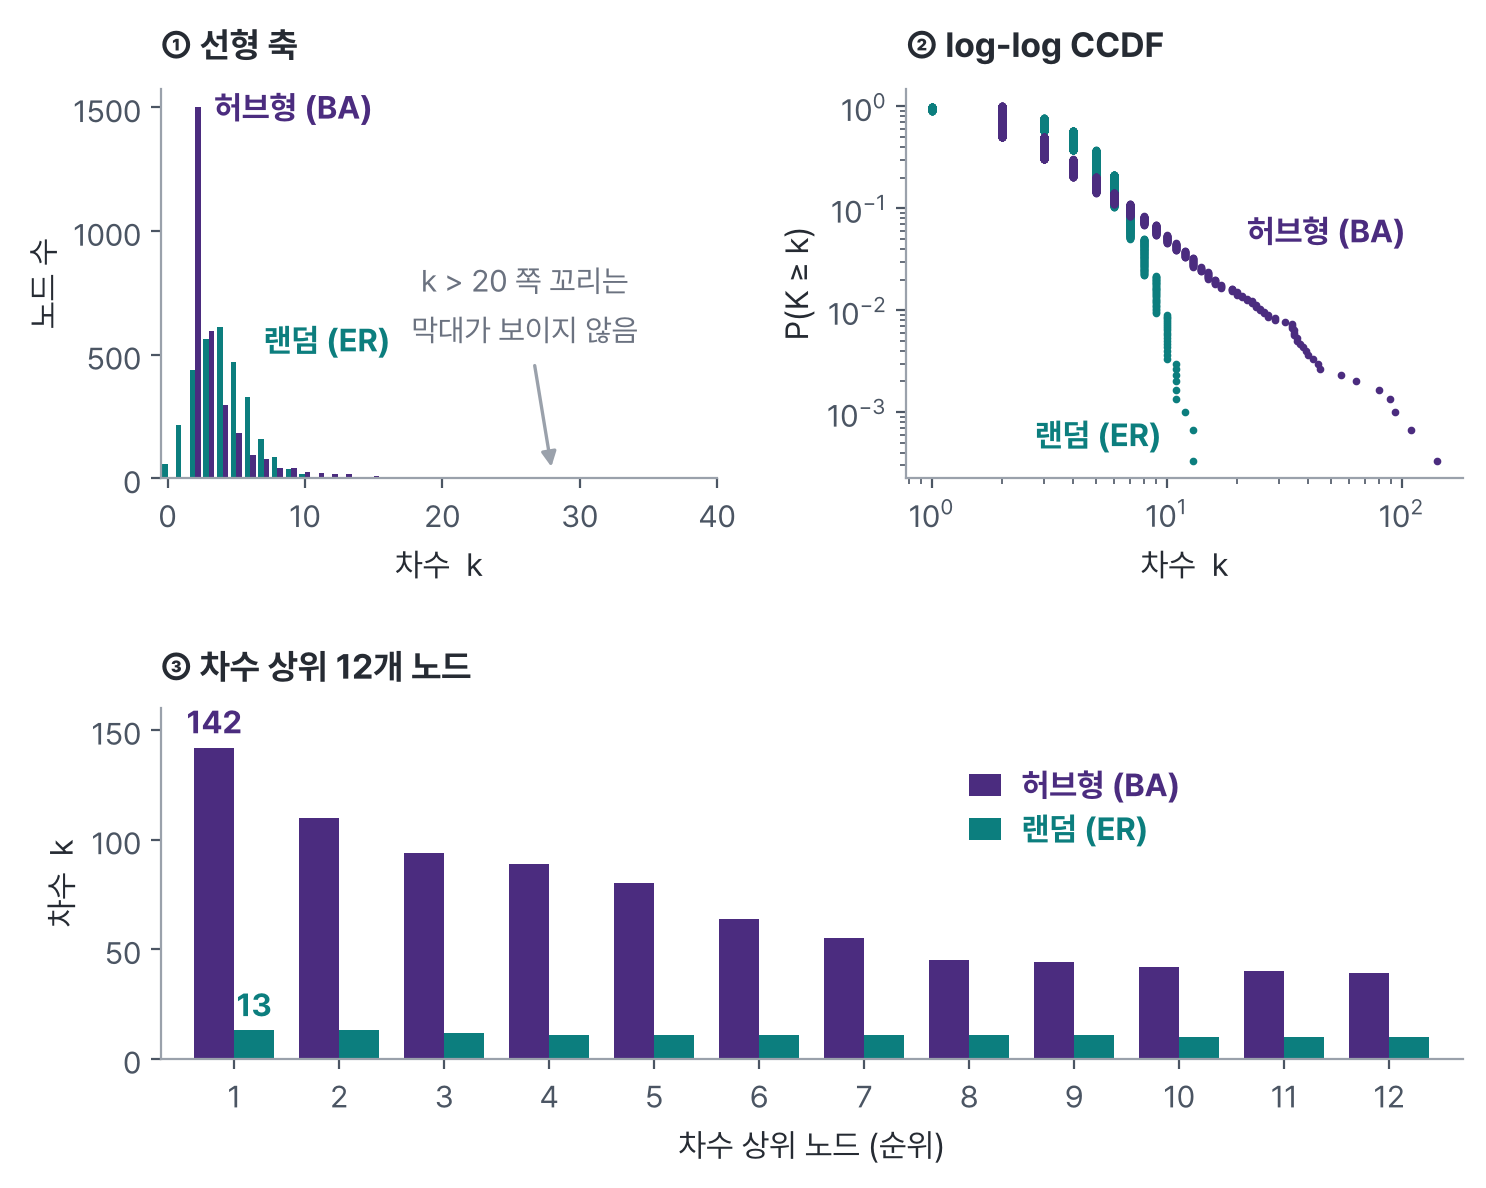 ① 선형 축
1500
1000
500
0
노드 수
허브형 (BA)
랜덤 (ER)
k > 20 쪽 꼬리는
막대가 보이지 않음
0 10 20 30 40
차수 k
② log-log CCDF
10⁰
10⁻¹
10⁻²
10⁻³
P(K ≥ k)
허브형 (BA)
랜덤 (ER)
10⁰ 10¹ 10²
차수 k
③ 차수 상위 12개 노드
150
100
50
0
차수 k
142
13
허브형 (BA)
랜덤 (ER)
1 2 3 4 5 6 7 8 9 10 11 12
차수 상위 노드 (순위)